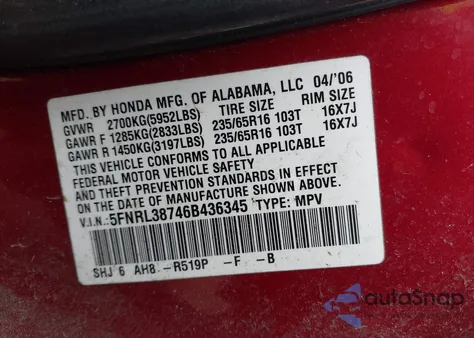 MFD. BY HONDA MFG. OF ALABAMA, LLC 04/'06
GVWR 2700KG(5952LBS) TIRE SIZE RIM SIZE
GAWR F 1285KG(2833LBS) 235/65R16 103T 16X7J
GAWR R 1450KG(3197LBS) 235/65R16 103T 16X7J
THIS VEHICLE CONFORMS TO ALL APPLICABLE
FEDERAL MOTOR VEHICLE SAFETY
AND THEFT PREVENTION STANDARDS IN EFFECT
ON THE DATE OF MANUFACTURE SHOWN ABOVE.
V.I.N.: 5FNRL38746B436345 TYPE: MPV
SHJ 6 AH8 -R519P -F -B
autoSnap